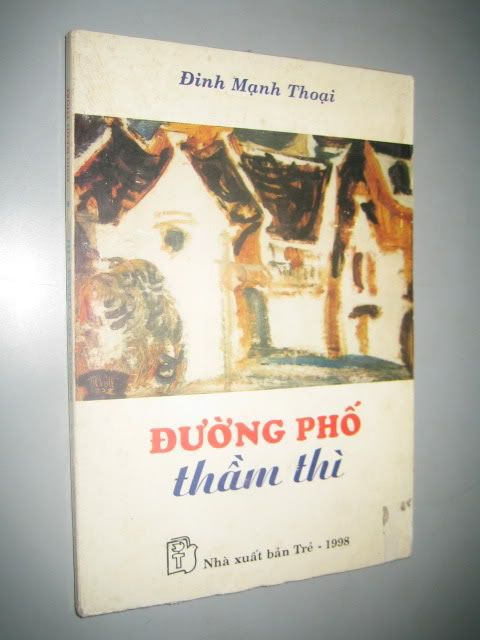 Đinh Mạnh Thoại
ĐƯỜNG PHỐ
thầm thì
Nhà xuất bản Trẻ - 1998